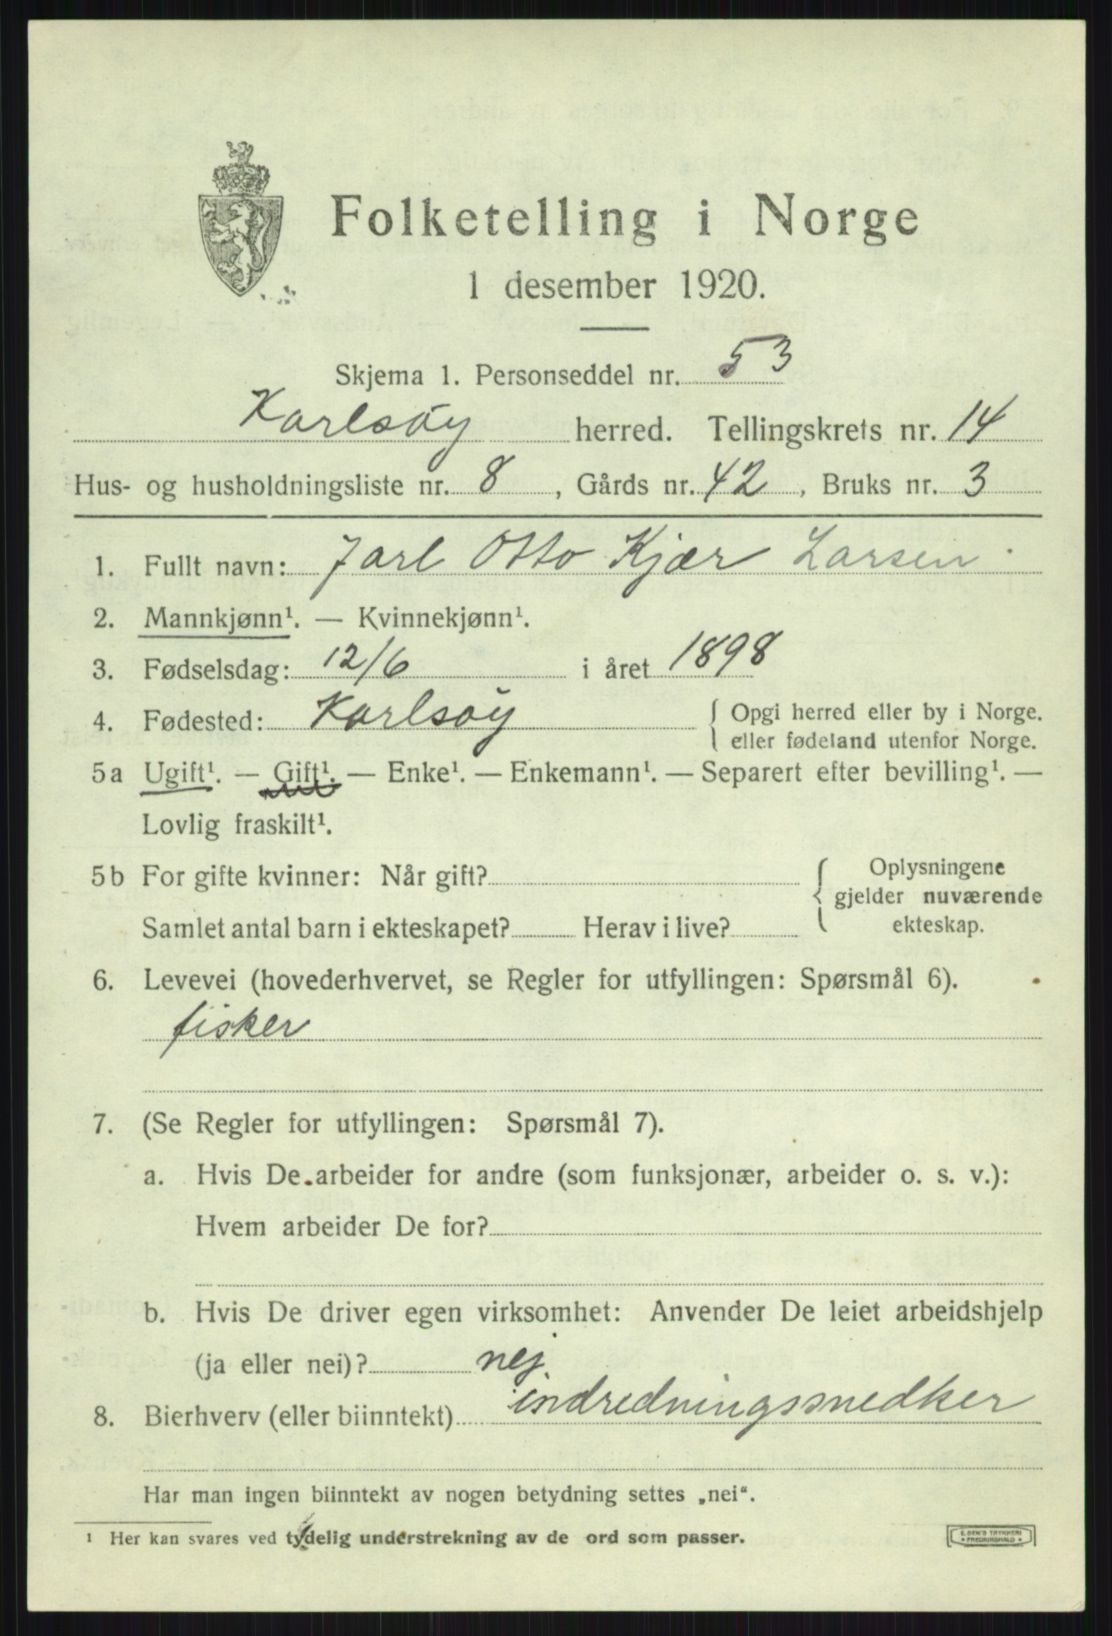 Folketelling i Norge
1 desember 1920.
Skjema 1. Personseddel nr. 53
Karlsøy herred. Tellingskrets nr. 14
Hus- og husholdningsliste nr. 8, Gårds nr. 42, Bruks nr. 3
1. Fullt navn: Jarl Otto Kjær Larsen
2. Mannkjønn¹. — Kvinnekjønn¹.
3. Fødselsdag: 12/6 i året 1898
4. Fødested: Karlsøy { Opgi herred eller by i Norge.
eller fødeland utenfor Norge.
5a Ugift¹. — Gift¹. — Enke¹. — Enkemann¹. — Separert efter bevilling¹. —
Lovlig fraskilt¹.
5b For gifte kvinner: Når gift? { Oplysningene
gjelder nuværende
Samlet antal barn i ekteskapet? Herav i live? ekteskap.
6. Levevei (hovederhvervet, se Regler for utfyllingen: Spørsmål 6).
fisker
7. (Se Regler for utfyllingen: Spørsmål 7).
a. Hvis De arbeider for andre (som funksjonær, arbeider o. s. v.):
Hvem arbeider De for?
b. Hvis De driver egen virksomhet: Anvender De leiet arbeidshjelp
(ja eller nei)? nej
8. Bierhverv (eller biinntekt) indredningssnedker
Har man ingen biinntekt av nogen betydning settes „nei“.
¹ Her kan svares ved tydelig understrekning av de ord som passer.